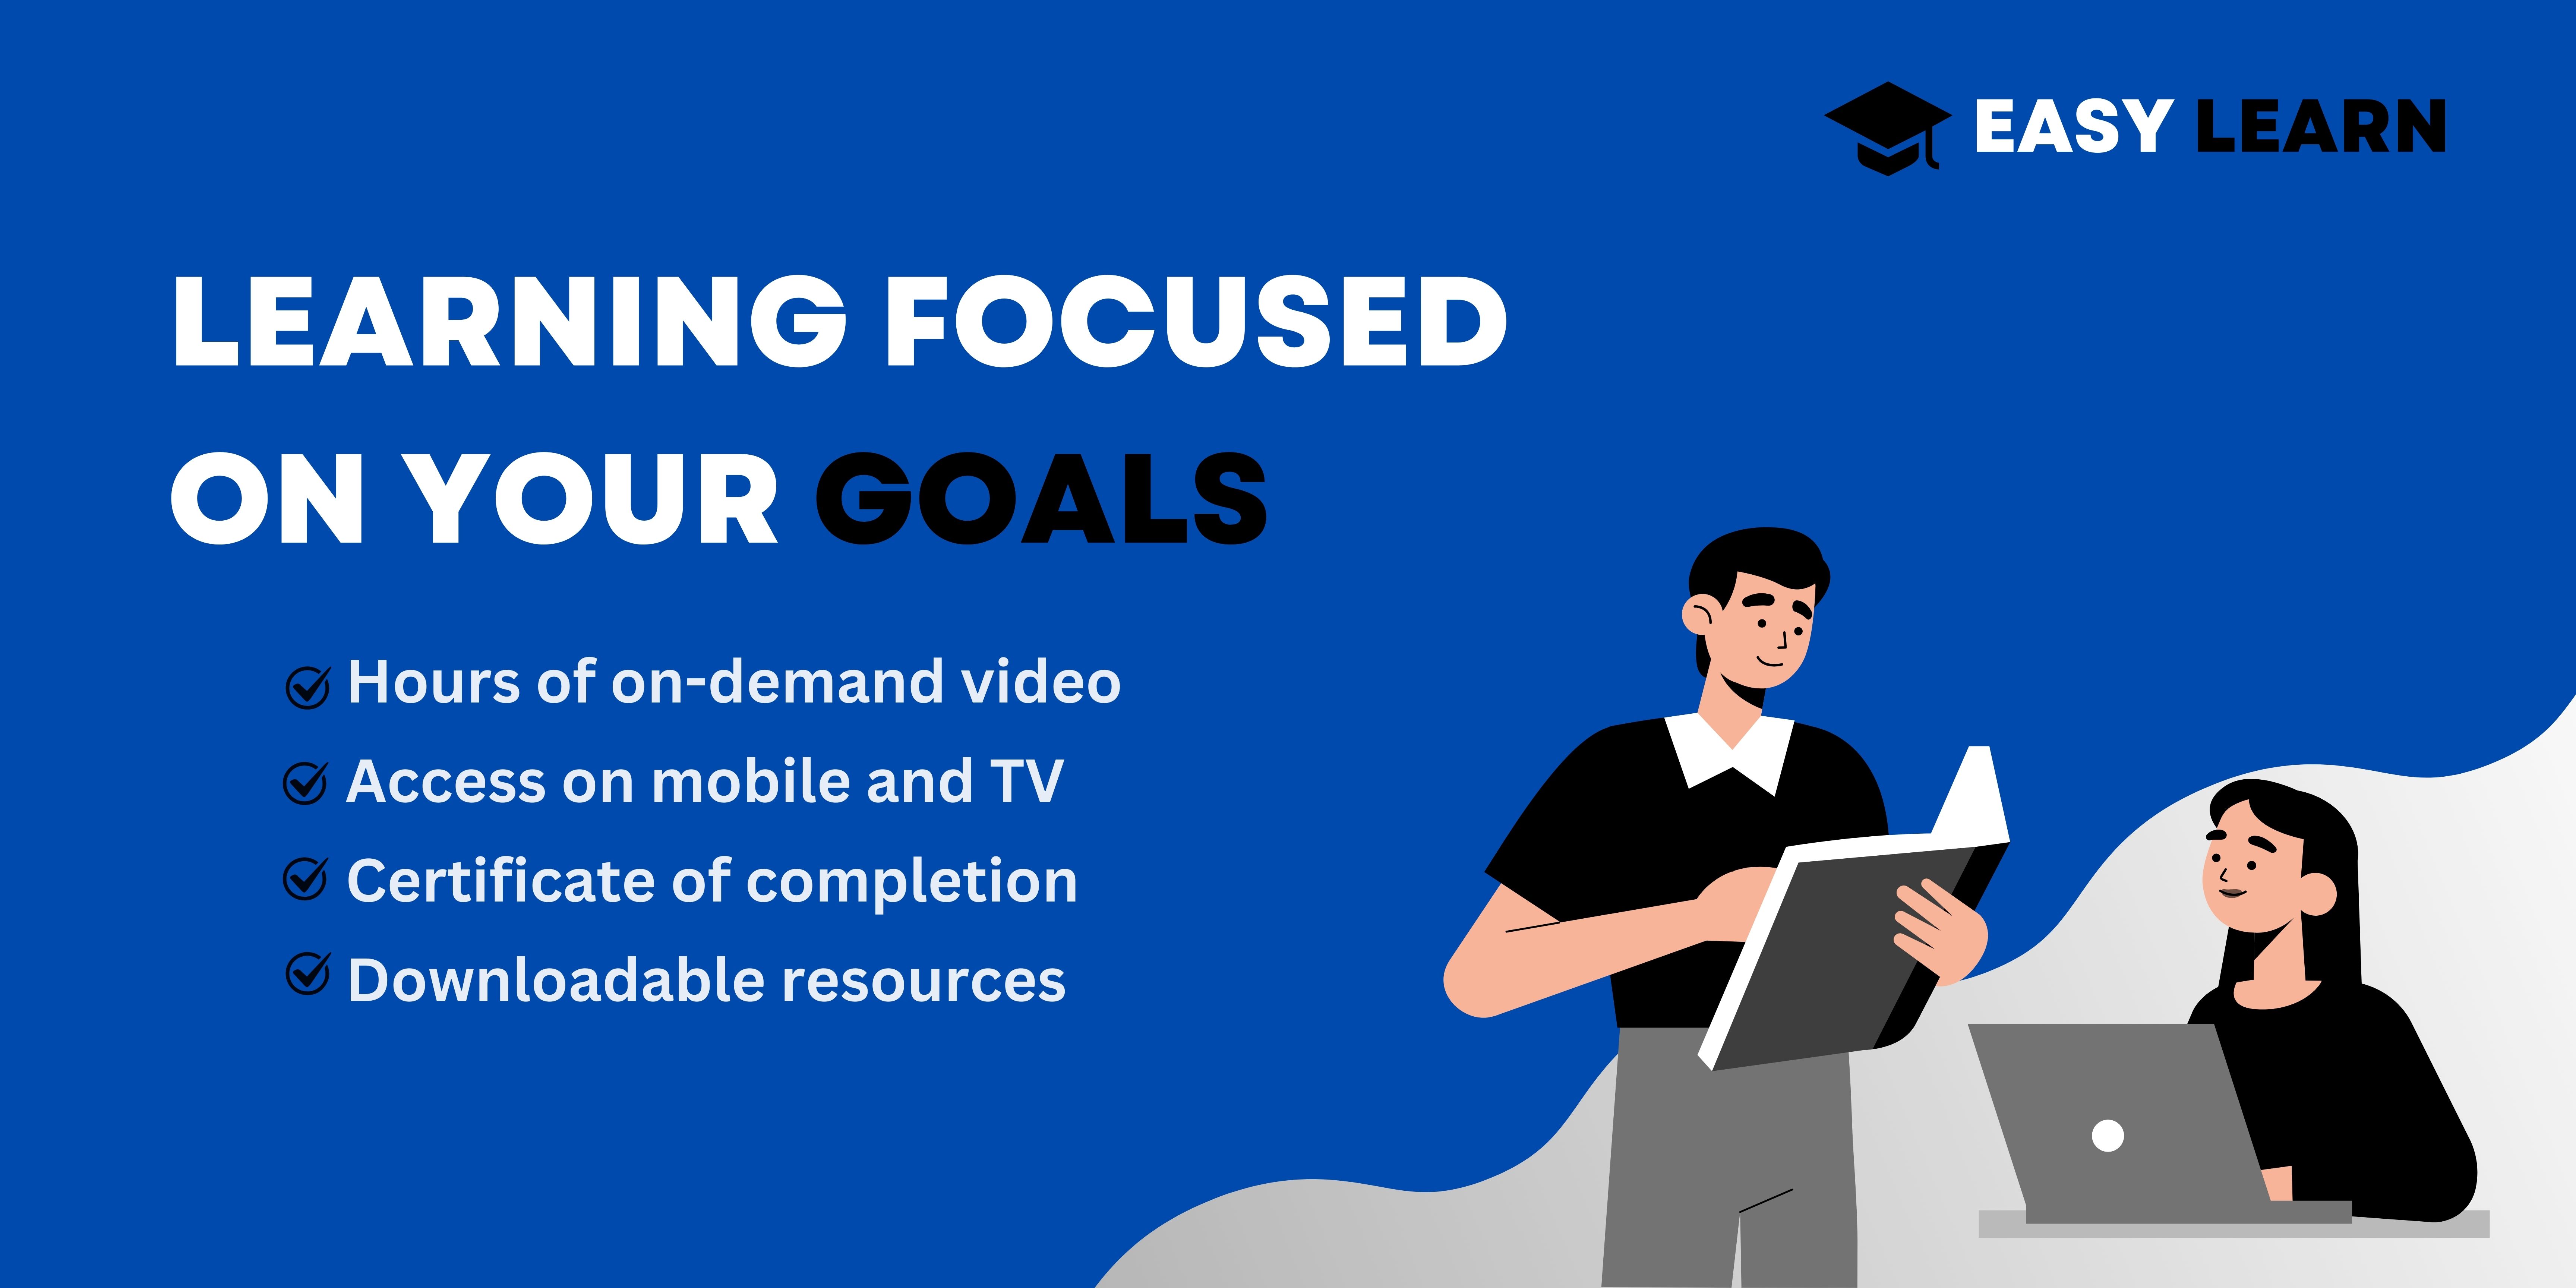 EASY LEARN
LEARNING FOCUSED
ON YOUR GOALS
Hours of on-demand video
Access on mobile and TV
Certificate of completion
Downloadable resources